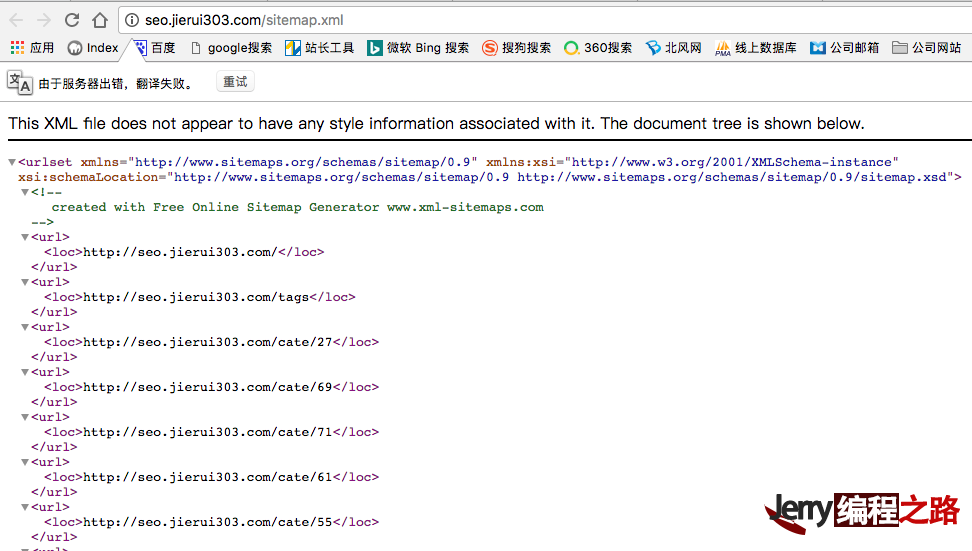 seo.jierui303.com/sitemap.xml
应用 Index 百度 google搜索 站长工具 微软 Bing 搜索 搜狗搜索 360搜索 北风网 PMA 线上数据库 公司邮箱 公司网站
文 A 由于服务器出错，翻译失败。 重试
This XML file does not appear to have any style information associated with it. The document tree is shown below.
▼<urlset xmlns="http://www.sitemaps.org/schemas/sitemap/0.9" xmlns:xsi="http://www.w3.org/2001/XMLSchema-instance"
xsi:schemaLocation="http://www.sitemaps.org/schemas/sitemap/0.9 http://www.sitemaps.org/schemas/sitemap/0.9/sitemap.xsd">
▼<!--
created with Free Online Sitemap Generator www.xml-sitemaps.com
-->
▼<url>
<loc>http://seo.jierui303.com/</loc>
</url>
▼<url>
<loc>http://seo.jierui303.com/tags</loc>
</url>
▼<url>
<loc>http://seo.jierui303.com/cate/27</loc>
</url>
▼<url>
<loc>http://seo.jierui303.com/cate/69</loc>
</url>
▼<url>
<loc>http://seo.jierui303.com/cate/71</loc>
</url>
▼<url>
<loc>http://seo.jierui303.com/cate/61</loc>
</url>
▼<url>
<loc>http://seo.jierui303.com/cate/55</loc>
</url>
Jerry编程之路